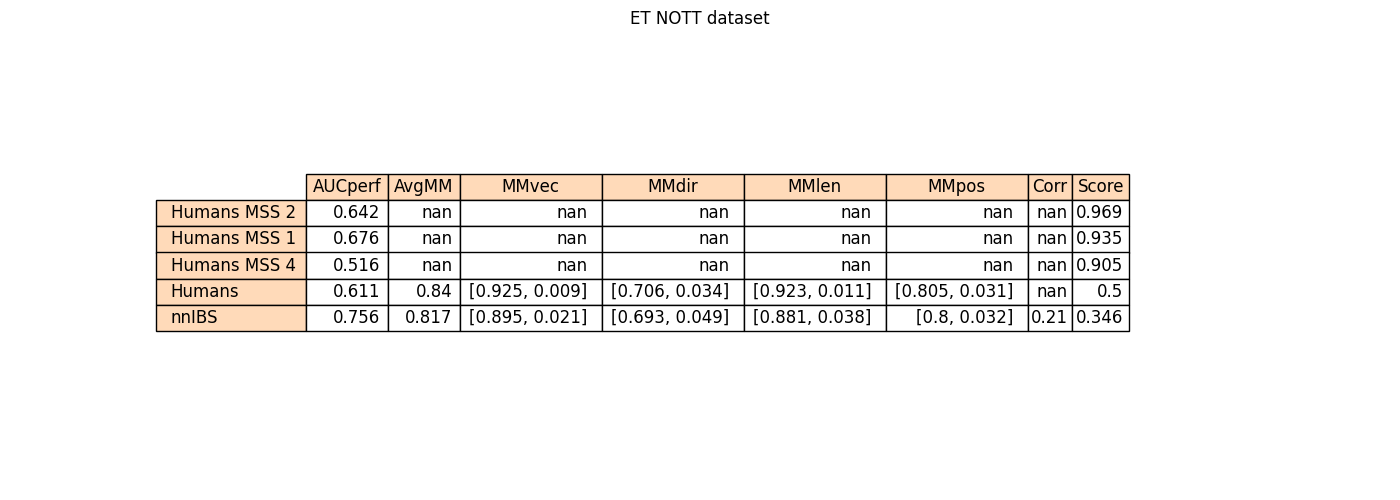 ET NOTT dataset
AUCperf AvgMM MMvec MMdir MMlen MMpos Corr Score
Humans MSS 2 0.642 nan nan nan nan nan nan 0.969
Humans MSS 1 0.676 nan nan nan nan nan nan 0.935
Humans MSS 4 0.516 nan nan nan nan nan nan 0.905
Humans 0.611 0.84 [0.925, 0.009] [0.706, 0.034] [0.923, 0.011] [0.805, 0.031] nan 0.5
nnIBS 0.756 0.817 [0.895, 0.021] [0.693, 0.049] [0.881, 0.038] [0.8, 0.032] 0.21 0.346